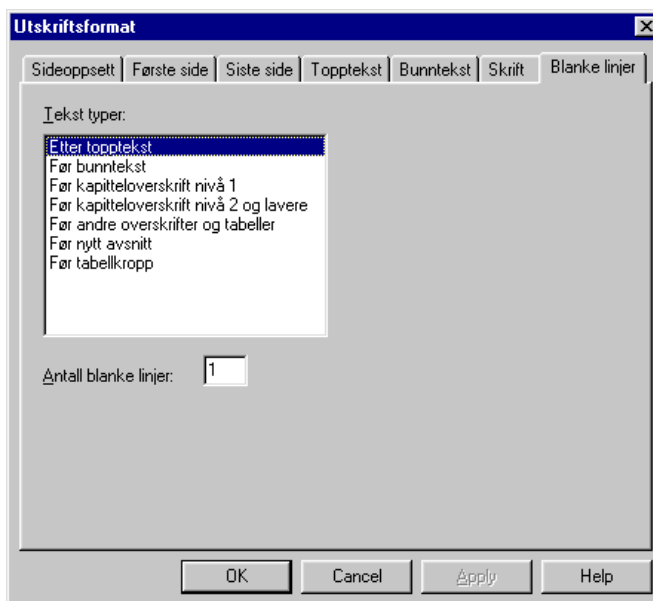 Utskriftsformat
Sideoppsett Første side Siste side Topptekst Bunntekst Skrift Blanke linjer
Tekst typer:
Etter topptekst
Før bunntekst
Før kapitteloverskrift nivå 1
Før kapitteloverskrift nivå 2 og lavere
Før andre overskrifter og tabeller
Før nytt avsnitt
Før tabellkropp
Antall blanke linjer: 1
OK Cancel Apply Help